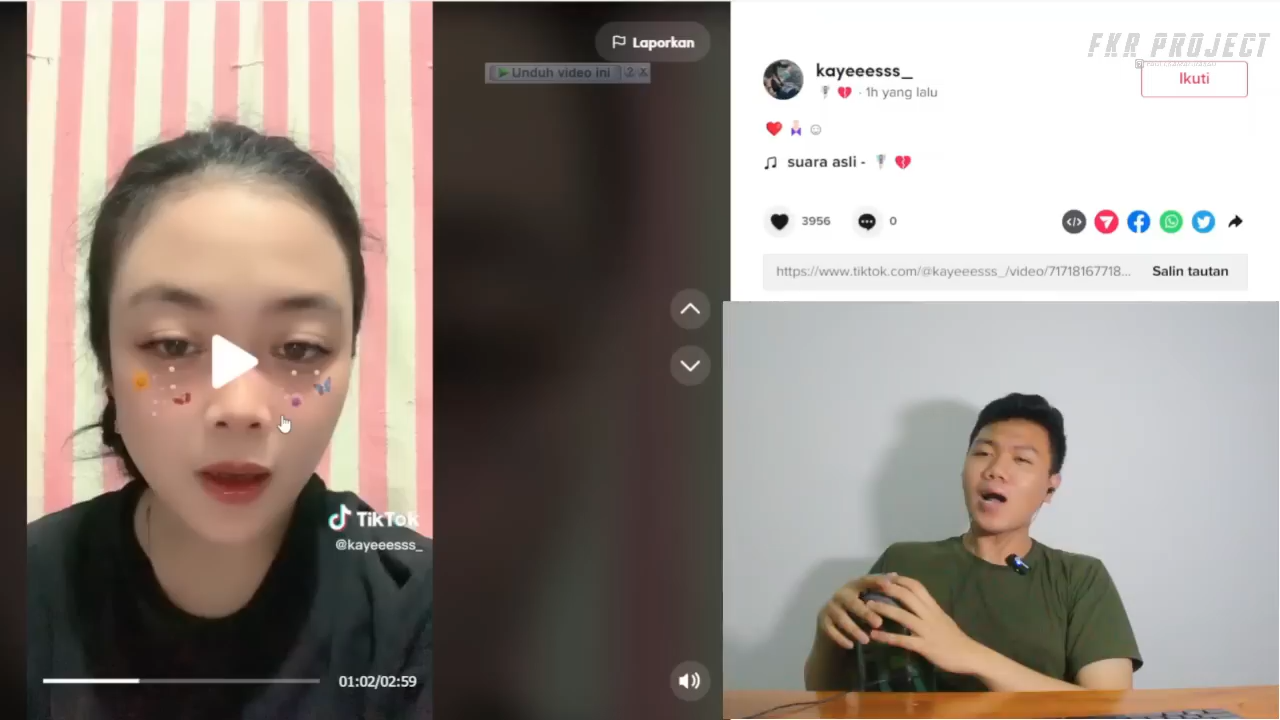 Laporkan
Unduh video ini
TikTok
@kayeeesss_
01:02/02:59
FKR PROJECT
kayeeesss_
· 1h yang lalu
Ikuti
suara asli -
3956
0
https://www.tiktok.com/@kayeeesss_/video/71718167718...
Salin tautan